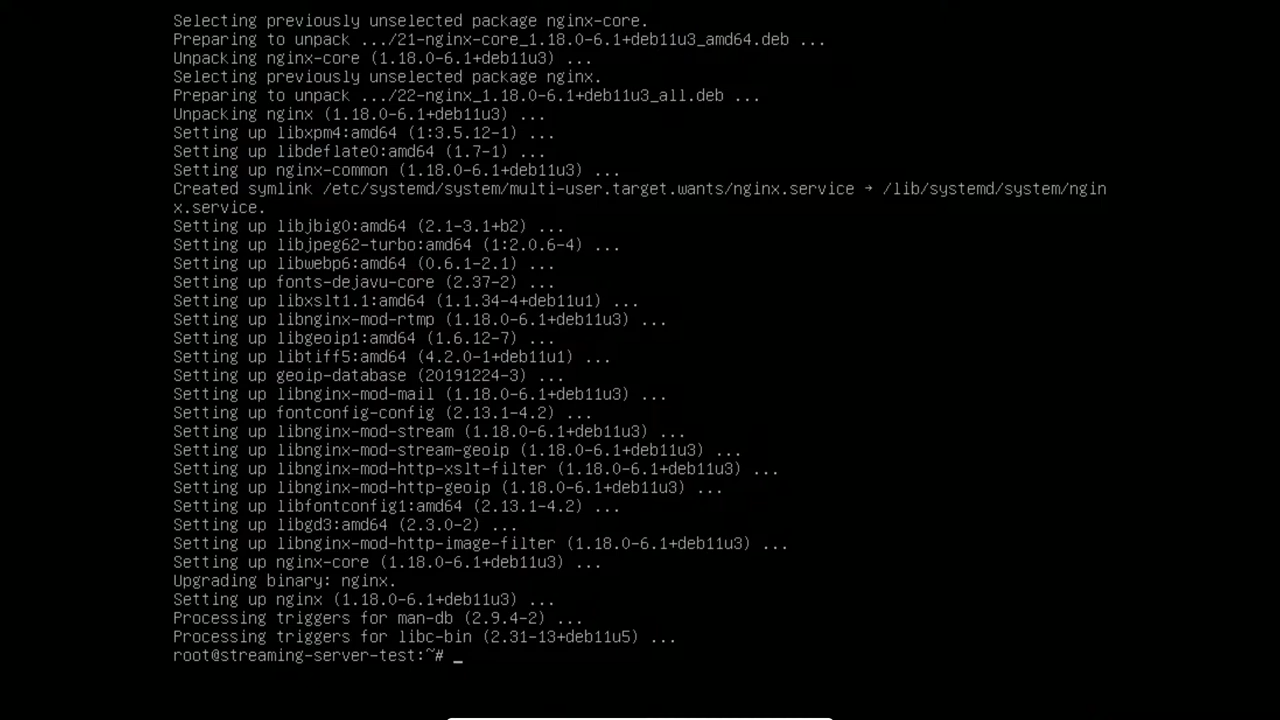 Selecting previously unselected package nginx-core.
Preparing to unpack .../21-nginx-core_1.18.0-6.1+deb11u3_amd64.deb ...
Unpacking nginx-core (1.18.0-6.1+deb11u3) ...
Selecting previously unselected package nginx.
Preparing to unpack .../22-nginx_1.18.0-6.1+deb11u3_all.deb ...
Unpacking nginx (1.18.0-6.1+deb11u3) ...
Setting up libxpm4:amd64 (1:3.5.12-1) ...
Setting up libdeflate0:amd64 (1.7-1) ...
Setting up nginx-common (1.18.0-6.1+deb11u3) ...
Created symlink /etc/systemd/system/multi-user.target.wants/nginx.service → /lib/systemd/system/ngin
x.service.
Setting up libjbig0:amd64 (2.1-3.1+b2) ...
Setting up libjpeg62-turbo:amd64 (1:2.0.6-4) ...
Setting up libwebp6:amd64 (0.6.1-2.1) ...
Setting up fonts-dejavu-core (2.37-2) ...
Setting up libxslt1.1:amd64 (1.1.34-4+deb11u1) ...
Setting up libnginx-mod-rtmp (1.18.0-6.1+deb11u3) ...
Setting up libgeoip1:amd64 (1.6.12-7) ...
Setting up libtiff5:amd64 (4.2.0-1+deb11u1) ...
Setting up geoip-database (20191224-3) ...
Setting up libnginx-mod-mail (1.18.0-6.1+deb11u3) ...
Setting up fontconfig-config (2.13.1-4.2) ...
Setting up libnginx-mod-stream (1.18.0-6.1+deb11u3) ...
Setting up libnginx-mod-stream-geoip (1.18.0-6.1+deb11u3) ...
Setting up libnginx-mod-http-xslt-filter (1.18.0-6.1+deb11u3) ...
Setting up libnginx-mod-http-geoip (1.18.0-6.1+deb11u3) ...
Setting up libfontconfig1:amd64 (2.13.1-4.2) ...
Setting up libgd3:amd64 (2.3.0-2) ...
Setting up libnginx-mod-http-image-filter (1.18.0-6.1+deb11u3) ...
Setting up nginx-core (1.18.0-6.1+deb11u3) ...
Upgrading binary: nginx.
Setting up nginx (1.18.0-6.1+deb11u3) ...
Processing triggers for man-db (2.9.4-2) ...
Processing triggers for libc-bin (2.31-13+deb11u5) ...
root@streaming-server-test:~# _